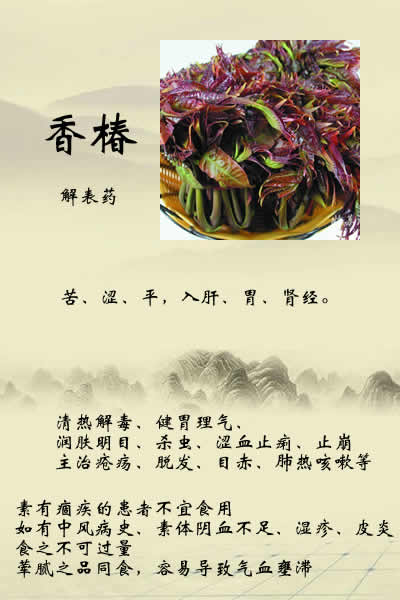 香椿
解表药
苦、涩、平，入肝、胃、肾经。
清热解毒、健胃理气、
润肤明目、杀虫、涩血止痢、止崩
主治疮疡、脱发、目赤、肺热咳嗽等
素有痼疾的患者不宜食用
如有中风病史、素体阴血不足、湿疹、皮炎
食之不可过量
荤腻之品同食，容易导致气血壅滞